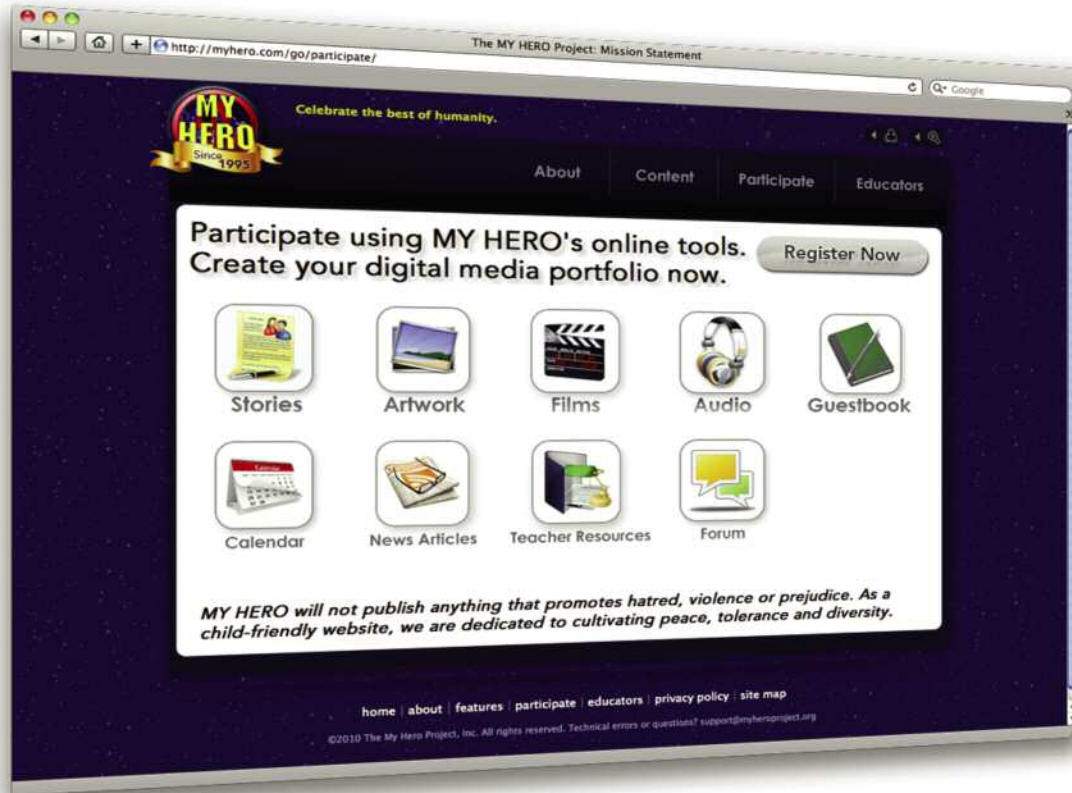 The MY HERO Project: Mission Statement
http://myhero.com/go/participate/
Google
MY
HERO
Since
1995
Celebrate the best of humanity.
About Content Participate Educators
Participate using MY HERO's online tools.
Create your digital media portfolio now.
Register Now
Stories Artwork Films Audio Guestbook
Calendar
Calendar News Articles Teacher Resources Forum
MY HERO will not publish anything that promotes hatred, violence or prejudice. As a
child-friendly website, we are dedicated to cultivating peace, tolerance and diversity.
home | about | features | participate | educators | privacy policy | site map
©2010 The My Hero Project, Inc. All rights reserved. Technical errors or questions? support@myheroproject.org